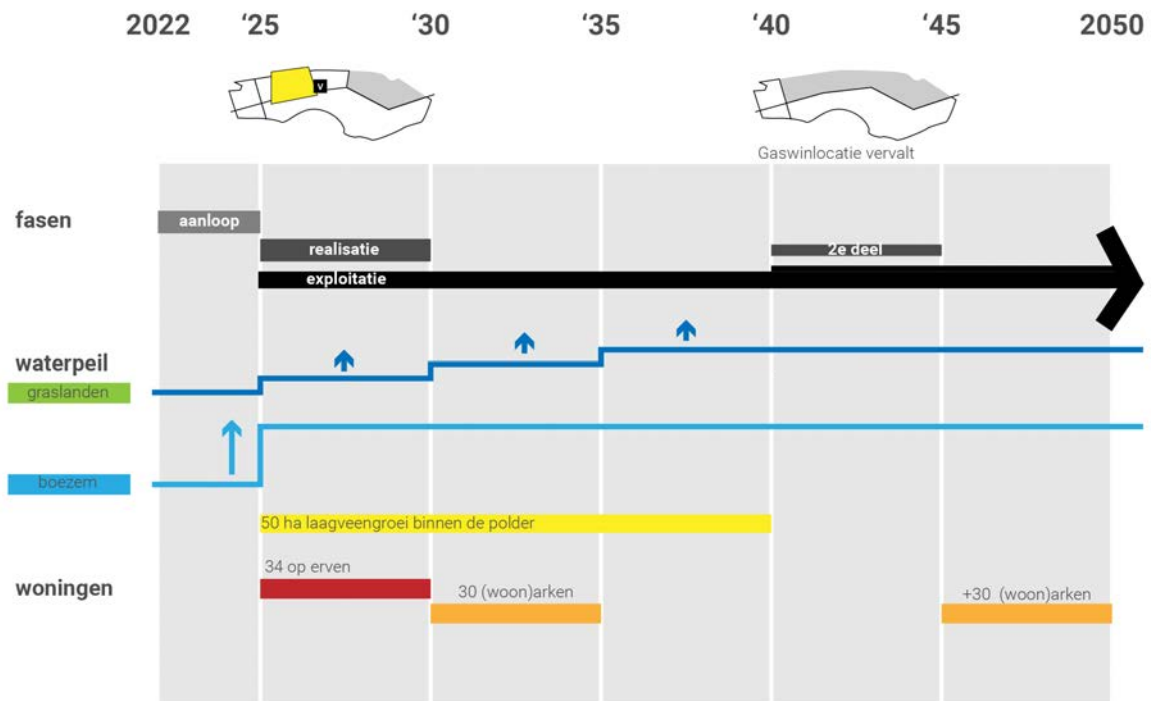 2022 ‘25 ‘30 ‘35 ‘40 ‘45 2050
v
Gaswinlocatie vervalt
fasen
aanloop
realisatie
2e deel
exploitatie
waterpeil
graslanden
boezem
50 ha laagveengroei binnen de polder
34 op erven
woningen
30 (woon)arken
+30 (woon)arken